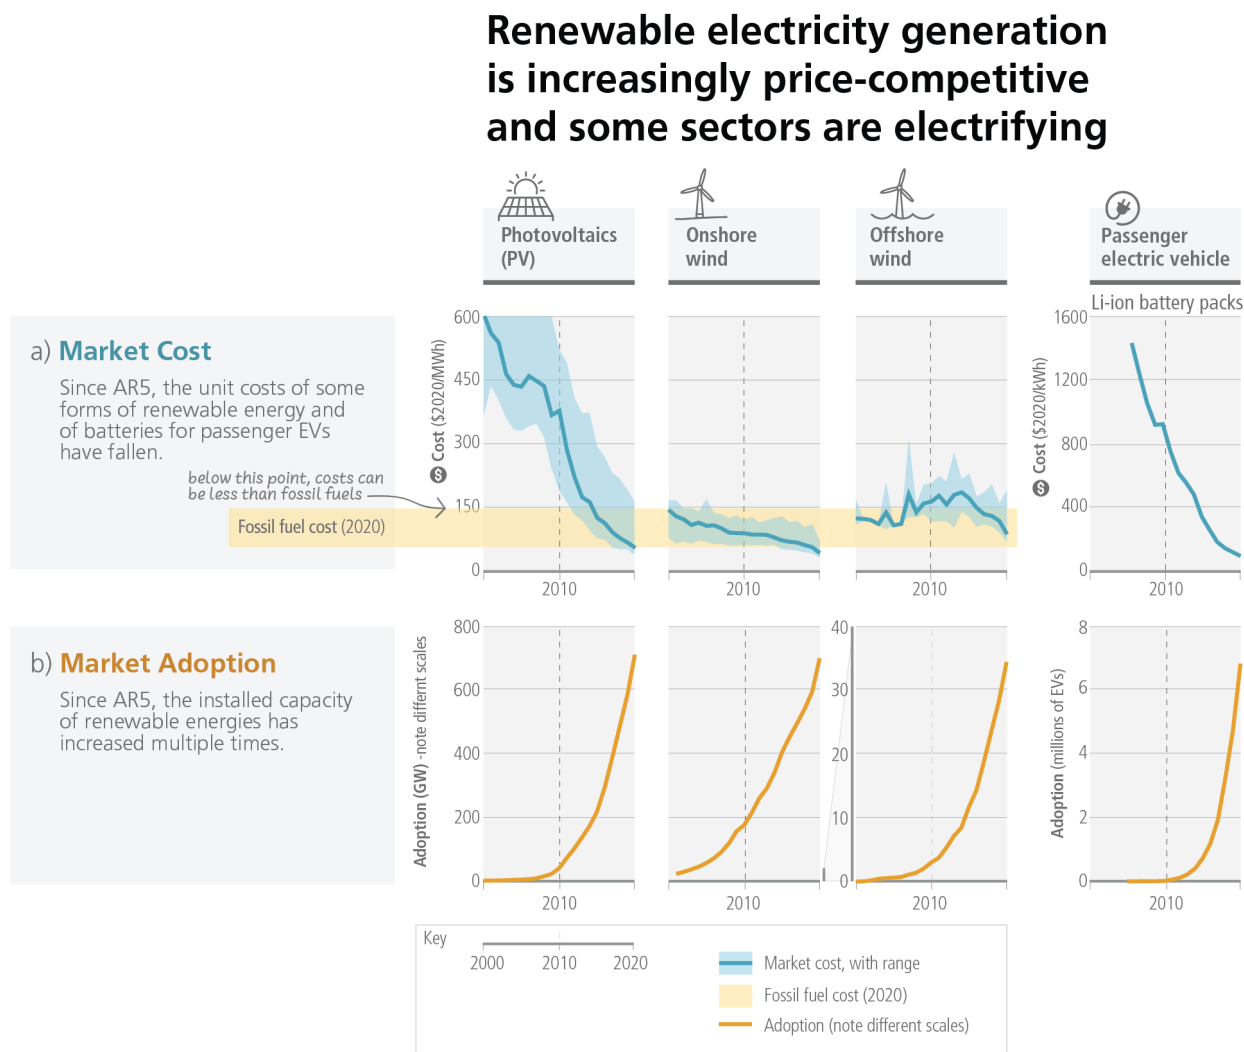 Renewable electricity generation
is increasingly price-competitive
and some sectors are electrifying
Photovoltaics
(PV)
Onshore
wind
Offshore
wind
Passenger
electric vehicle
Li-ion battery packs
a) Market Cost
Since AR5, the unit costs of some
forms of renewable energy and
of batteries for passenger EVs
have fallen.
below this point, costs can
be less than fossil fuels
Fossil fuel cost (2020)
$ Cost ($2020/MWh)
600
450
300
150
0
2010
2010
2010
$ Cost ($2020/kWh)
1600
1200
800
400
0
2010
b) Market Adoption
Since AR5, the installed capacity
of renewable energies has
increased multiple times.
Adoption (GW) -note differnt scales
800
600
400
200
0
2010
2010
40
30
20
10
0
2010
Adoption (millions of EVs)
8
6
4
2
0
2010
Key
2000 2010 2020
Market cost, with range
Fossil fuel cost (2020)
Adoption (note different scales)